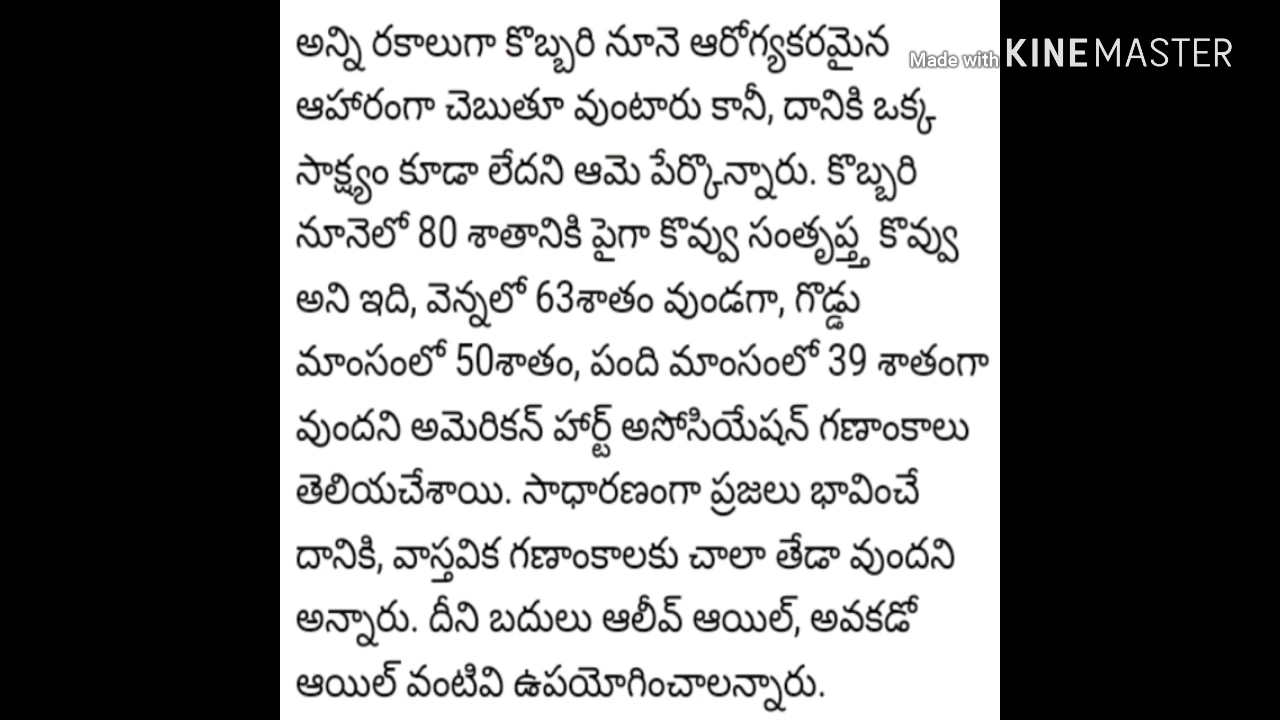 అన్ని రకాలుగా కొబ్బరి నూనె ఆరోగ్యకరమైన
Made with KINEMASTER
ఆహారంగా చెబుతూ వుంటారు కానీ, దానికి ఒక్క
సాక్ష్యం కూడా లేదని ఆమె పేర్కొన్నారు. కొబ్బరి
నూనెలో 80 శాతానికి పైగా కొవ్వు సంతృప్త్త కొవ్వు
అని ఇది, వెన్నలో 63శాతం వుండగా, గొడ్డు
మాంసంలో 50శాతం, పంది మాంసంలో 39 శాతంగా
వుందని అమెరికన్ హార్ట్ అసోసియేషన్ గణాంకాలు
తెలియచేశాయి. సాధారణంగా ప్రజలు భావించే
దానికి, వాస్తవిక గణాంకాలకు చాలా తేడా వుందని
అన్నారు. దీని బదులు ఆలీవ్ ఆయిల్, అవకడో
ఆయిల్ వంటివి ఉపయోగించాలన్నారు.